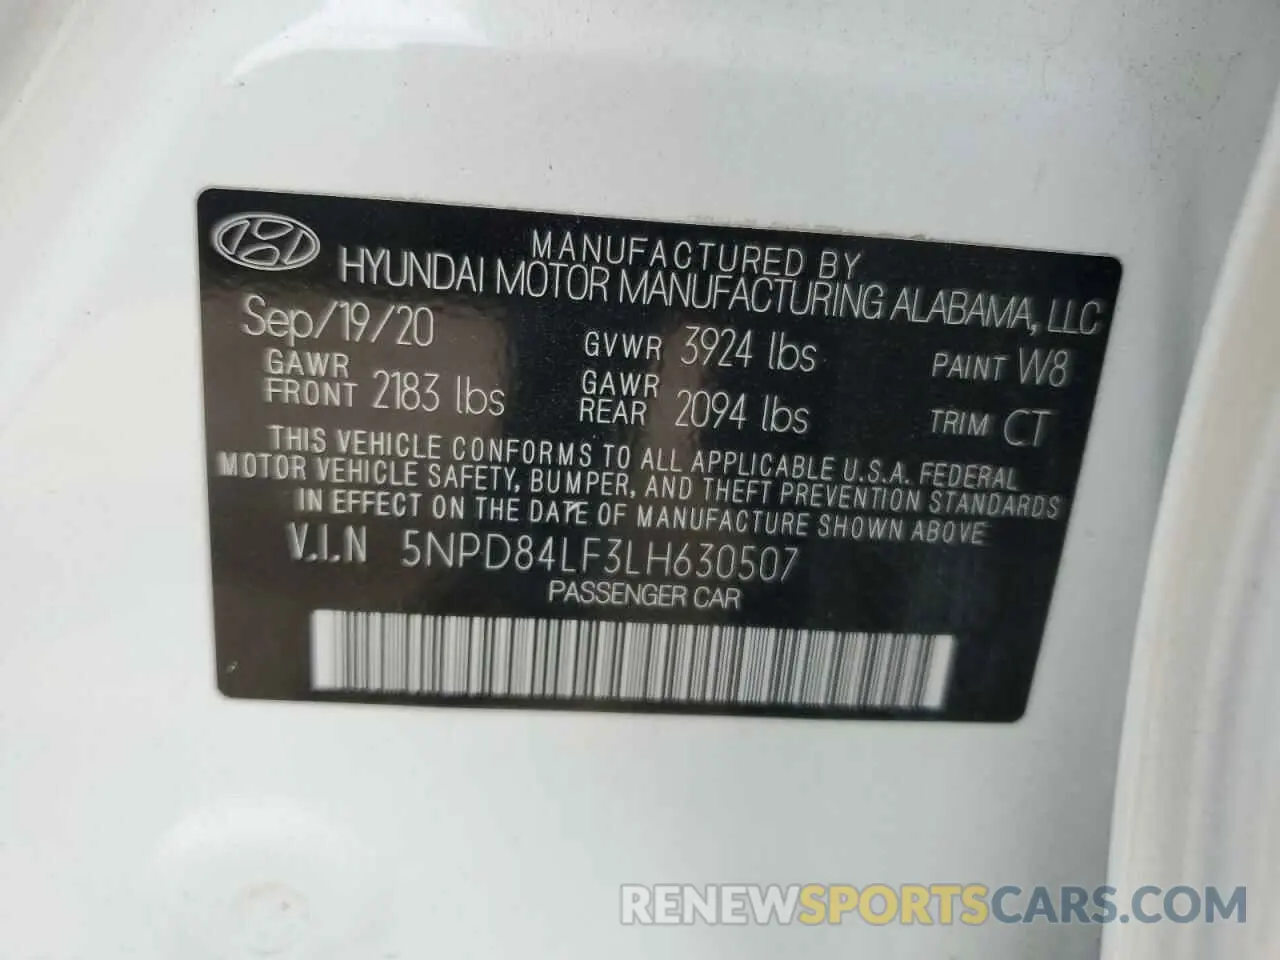 MANUFACTURED BY
HYUNDAI MOTOR MANUFACTURING ALABAMA, LLC
Sep/19/20 GVWR 3924 lbs PAINT W8
GAWR FRONT 2183 lbs GAWR REAR 2094 lbs TRIM CT
THIS VEHICLE CONFORMS TO ALL APPLICABLE U.S.A. FEDERAL
MOTOR VEHICLE SAFETY, BUMPER, AND THEFT PREVENTION STANDARDS
IN EFFECT ON THE DATE OF MANUFACTURE SHOWN ABOVE
V.I.N 5NPD84LF3LH630507
PASSENGER CAR
RENEWSPORTSCARS.COM